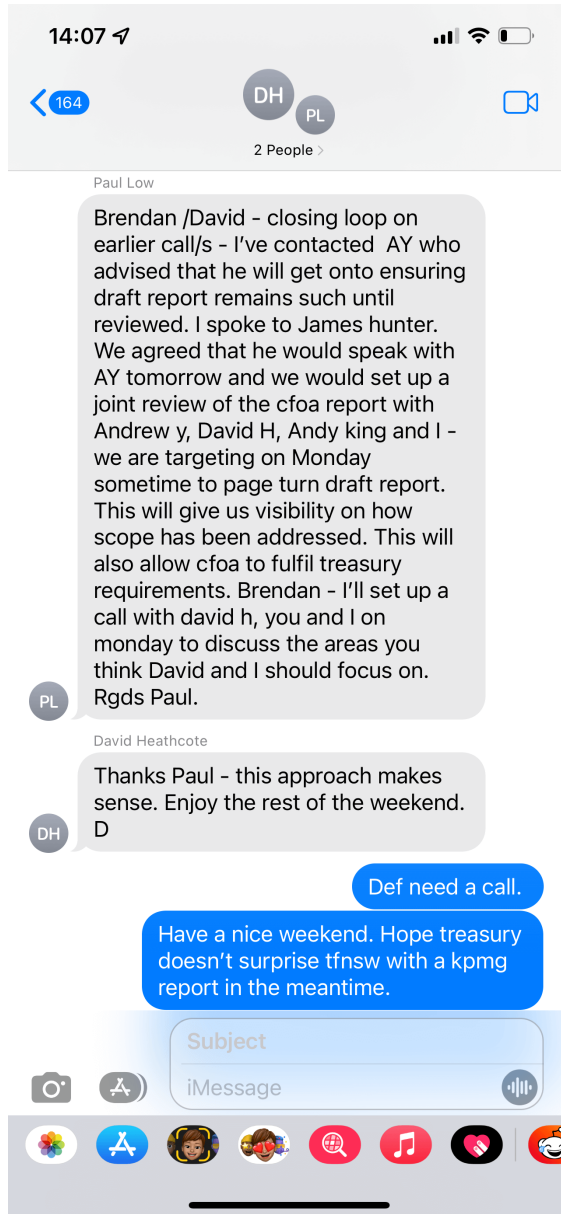 14:07
164
DH
PL
2 People
Paul Low
Brendan /David - closing loop on
earlier call/s - I've contacted  AY who
advised that he will get onto ensuring
draft report remains such until
reviewed. I spoke to James hunter.
We agreed that he would speak with
AY tomorrow and we would set up a
joint review of the cfoa report with
Andrew y, David H, Andy king and I -
we are targeting on Monday
sometime to page turn draft report.
This will give us visibility on how
scope has been addressed. This will
also allow cfoa to fulfil treasury
requirements. Brendan - I'll set up a
call with david h, you and I on
monday to discuss the areas you
think David and I should focus on.
Rgds Paul.
PL
David Heathcote
Thanks Paul - this approach makes
sense. Enjoy the rest of the weekend.
D
DH
Def need a call.
Have a nice weekend. Hope treasury
doesn't surprise tfnsw with a kpmg
report in the meantime.
Subject
iMessage